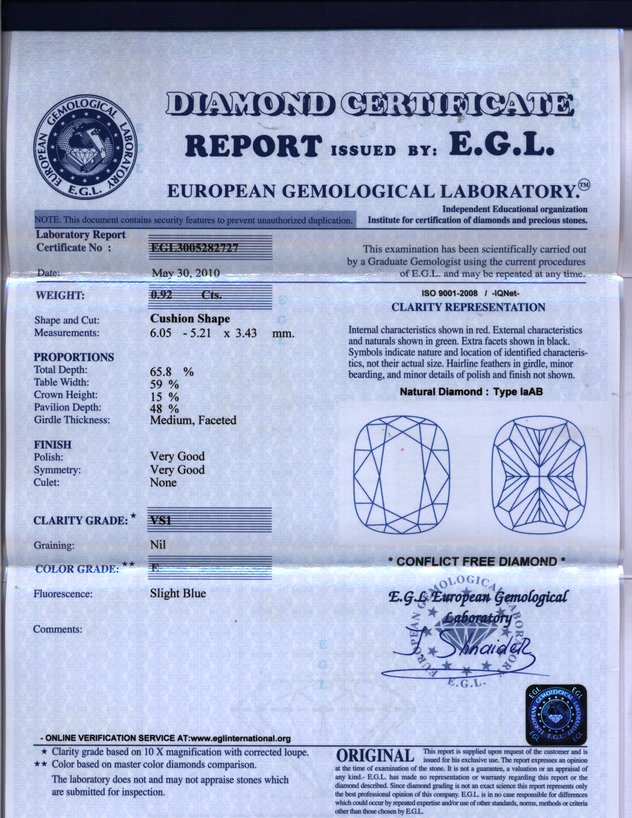 EUROPEAN GEMOLOGICAL LABORATORY
E.G.L.
DIAMOND CERTIFICATE
REPORT ISSUED BY: E.G.L.
EUROPEAN GEMOLOGICAL LABORATORY.™
Independent Educational organization
Institute for certification of diamonds and precious stones.
NOTE: This document contains security features to prevent unauthorized duplication.
Laboratory Report
Certificate No : EGL3005282727
Date: May 30, 2010
This examination has been scientifically carried out
by a Graduate Gemologist using the current procedures
of E.G.L. and may be repeated at any time.
WEIGHT: 0.92 Cts.
Shape and Cut: Cushion Shape
Measurements: 6.05 - 5.21 x 3.43 mm.
PROPORTIONS
Total Depth: 65.8 %
Table Width: 59 %
Crown Height: 15 %
Pavilion Depth: 48 %
Girdle Thickness: Medium, Faceted
FINISH
Polish: Very Good
Symmetry: Very Good
Culet: None
CLARITY GRADE: * VS1
Graining: Nil
COLOR GRADE: ** E
Fluorescence: Slight Blue
Comments:
ISO 9001-2008 / -IQNet-
CLARITY REPRESENTATION
Internal characteristics shown in red. External characteristics
and naturals shown in green. Extra facets shown in black.
Symbols indicate nature and location of identified characteris-
tics, not their actual size. Hairline feathers in girdle, minor
bearding, and minor details of polish and finish not shown.
Natural Diamond : Type IaAB
* CONFLICT FREE DIAMOND *
E.G.L European Gemological
Laboratory
EUROPEAN GEMOLOGICAL LABORATORY
E.G.L.
EGL
EGL
EGL
EGL
- ONLINE VERIFICATION SERVICE AT:www.eglinternational.org
★ Clarity grade based on 10 X magnification with corrected loupe.
★★ Color based on master color diamonds comparison.
The laboratory does not and may not appraise stones which
are submitted for inspection.
ORIGINAL This report is supplied upon request of the customer and is
issued for his exclusive use. The report expresses an opinion
at the time of examination of the stone. It is not a guarantee, a valuation or an appraisal of
any kind.- E.G.L. has made no representation or warranty regarding this report or the
diamond described. Since diamond grading is not an exact science this report represents only
the best professional opinion of this company. E.G.L. is in no case responsible for differences
which could occur by repeated expertise and/or use of other standards, norms, methods or criteria
other than those chosen by E.G.L.